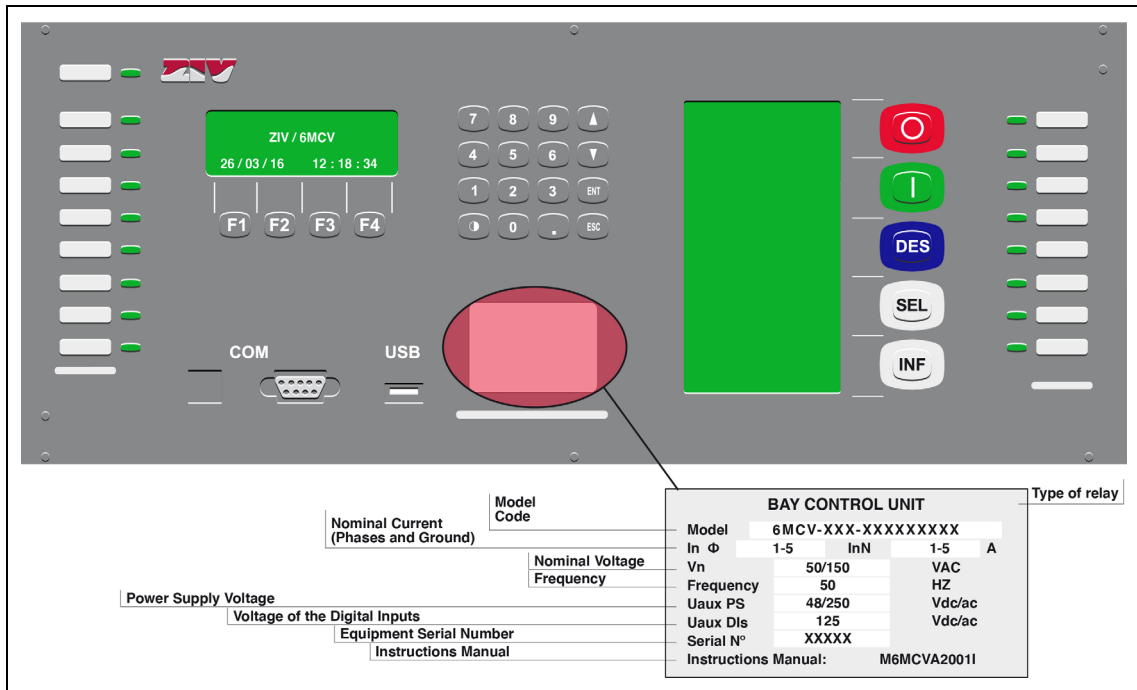 ZIV
ZIV / 6MCV
26 / 03 / 16 12 : 18 : 34
F1 F2 F3 F4
7 8 9
4 5 6
1 2 3 ENT
0 . ESC
DES
SEL
INF
COM
USB
Type of relay
Model
Code
Nominal Current
(Phases and Ground)
Nominal Voltage
Frequency
Power Supply Voltage
Voltage of the Digital Inputs
Equipment Serial Number
Instructions Manual
BAY CONTROL UNIT
Model 6MCV-XXX-XXXXXXXXX
In Φ 1-5 InN 1-5 A
Vn 50/150 VAC
Frequency 50 HZ
Uaux PS 48/250 Vdc/ac
Uaux DIs 125 Vdc/ac
Serial Nº XXXXX
Instructions Manual: M6MCVA2001I